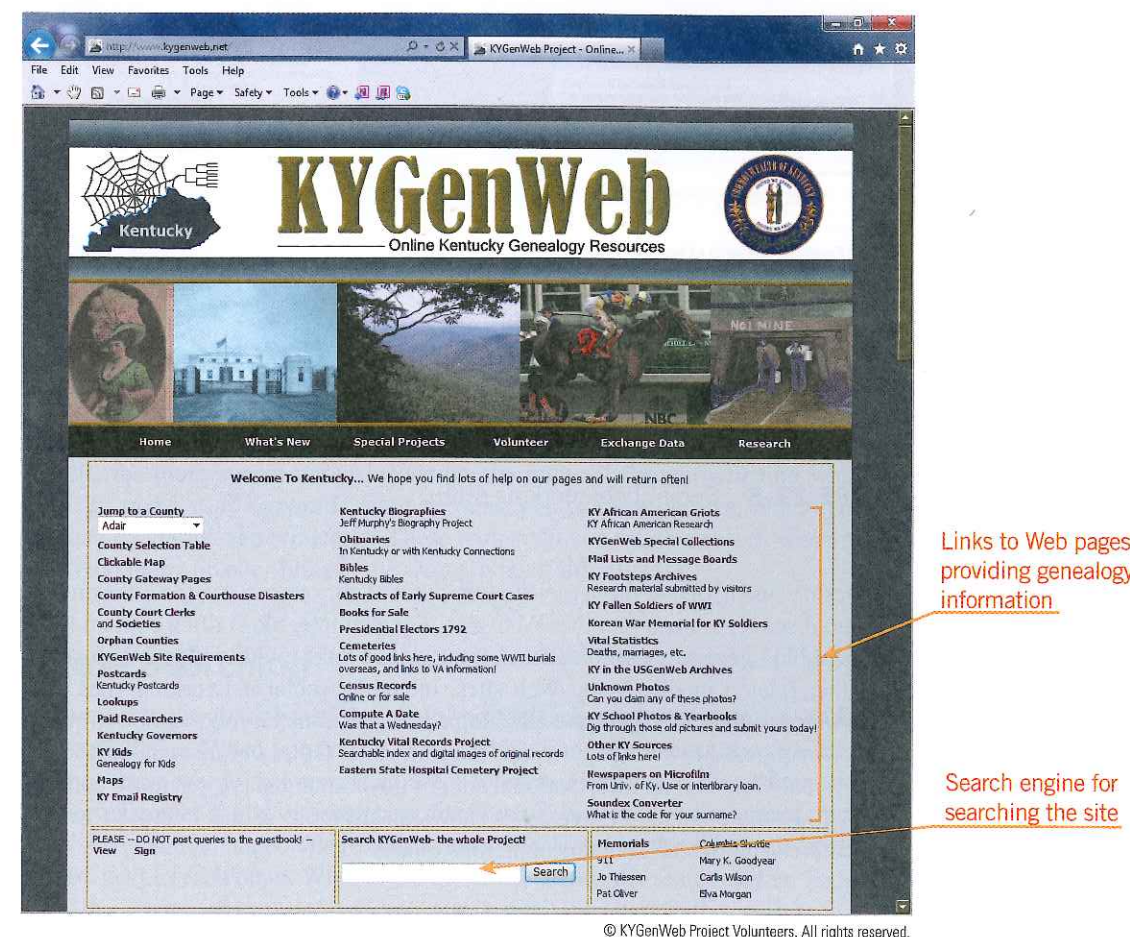 http://www.kygenweb.net
KYGenWeb Project - Online...
File Edit View Favorites Tools Help
Page Safety Tools
Kentucky
KYGenWeb
Online Kentucky Genealogy Resources
COMMONWEALTH OF KENTUCKY
NO1 MINE
NBC
Home What's New Special Projects Volunteer Exchange Data Research
Welcome To Kentucky... We hope you find lots of help on our pages and will return often!
Jump to a County
Adair
County Selection Table
Clickable Map
County Gateway Pages
County Formation & Courthouse Disasters
County Court Clerks
and Societies
Orphan Counties
KYGenWeb Site Requirements
Postcards
Kentucky Postcards
Lookups
Paid Researchers
Kentucky Governors
KY Kids
Genealogy for Kids
Maps
KY Email Registry
Kentucky Biographies
Jeff Murphy's Biography Project
Obituaries
In Kentucky or with Kentucky Connections
Bibles
Kentucky Bibles
Abstracts of Early Supreme Court Cases
Books for Sale
Presidential Electors 1792
Cemeteries
Lots of good links here, including some WWII burials
overseas, and links to VA information!
Census Records
Online or for sale
Compute A Date
Was that a Wednesday?
Kentucky Vital Records Project
Searchable index and digital images of original records
Eastern State Hospital Cemetery Project
KY African American Griots
KY African American Research
KYGenWeb Special Collections
Mail Lists and Message Boards
KY Footsteps Archives
Research material submitted by visitors
KY Fallen Soldiers of WWI
Korean War Memorial for KY Soldiers
Vital Statistics
Deaths, marriages, etc.
KY in the USGenWeb Archives
Unknown Photos
Can you claim any of these photos?
KY School Photos & Yearbooks
Dig through those old pictures and submit yours today!
Other KY Sources
Lots of links here!
Newspapers on Microfilm
From Univ. of Ky. Use or interlibrary loan.
Soundex Converter
What is the code for your surname?
Links to Web pages
providing genealogy
information
PLEASE -- DO NOT post queries to the guestbook! --
View Sign
Search KYGenWeb- the whole Project!
Search
Memorials Columbia Shuttle
911 Mary K. Goodyear
Jo Thiessen Carlis Wilson
Pat Oliver Elva Morgan
Search engine for
searching the site
© KYGenWeb Project Volunteers. All rights reserved.